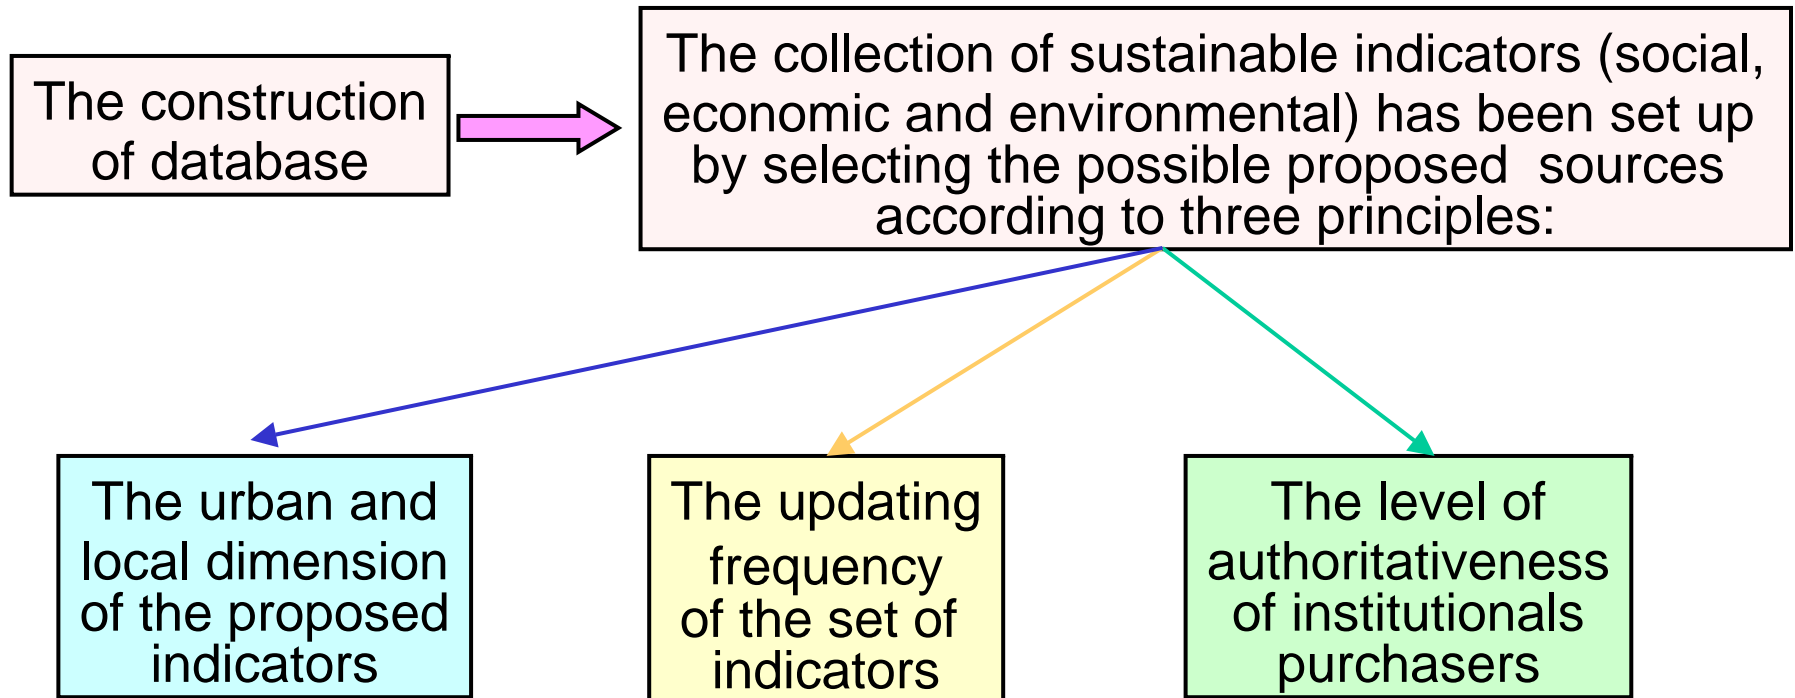 The construction
of database
The collection of sustainable indicators (social,
economic and environmental) has been set up
by selecting the possible proposed  sources
according to three principles:
The urban and
local dimension
of the proposed
indicators
The updating
frequency
of the set of
indicators
The level of
authoritativeness
of institutionals
purchasers